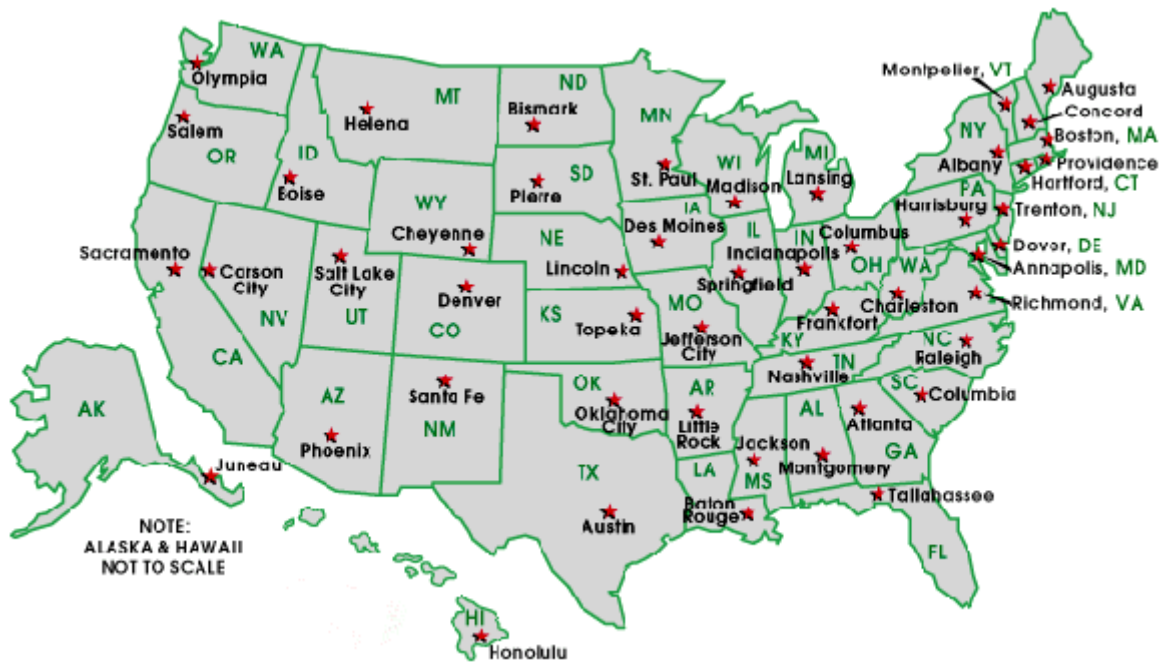 WA
Olympia
Salem
OR
ID
Boise
MT
Helena
ND
Bismark
SD
Pierre
WY
Cheyenne
MN
St. Paul
WI
Madison
MI
Lansing
IA
Des Moines
NE
Lincoln
IL
Springfield
IN
Indianapolis
OH
Columbus
Montpelier, VT
Augusta
Concord
Boston, MA
Providence
Hartford, CT
NY
Albany
PA
Harrisburg
Trenton, NJ
Dover, DE
Annapolis, MD
Richmond, VA
WA
Charleston
Sacramento
CA
Carson
City
NV
Salt Lake
City
UT
Denver
CO
KS
Topeka
MO
Jefferson
City
KY
Frankfort
TN
Nashville
NC
Raleigh
SC
Columbia
AZ
Phoenix
Santa Fe
NM
OK
Oklahoma
City
AR
Little
Rock
TX
Austin
LA
Baton
Rouge
Jackson
MS
AL
Montgomery
Atlanta
GA
Tallahassee
FL
AK
Juneau
NOTE:
ALASKA & HAWAII
NOT TO SCALE
HI
Honolulu